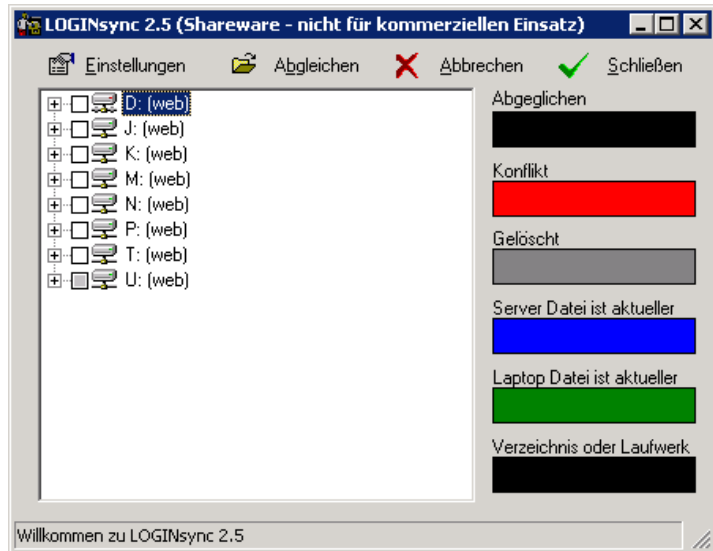 LOGINsync 2.5 (Shareware - nicht für kommerziellen Einsatz)
Einstellungen Abgleichen Abbrechen Schließen
D: (web)
J: (web)
K: (web)
M: (web)
N: (web)
P: (web)
T: (web)
U: (web)
Abgeglichen
Konflikt
Gelöscht
Server Datei ist aktueller
Laptop Datei ist aktueller
Verzeichnis oder Laufwerk
Willkommen zu LOGINsync 2.5